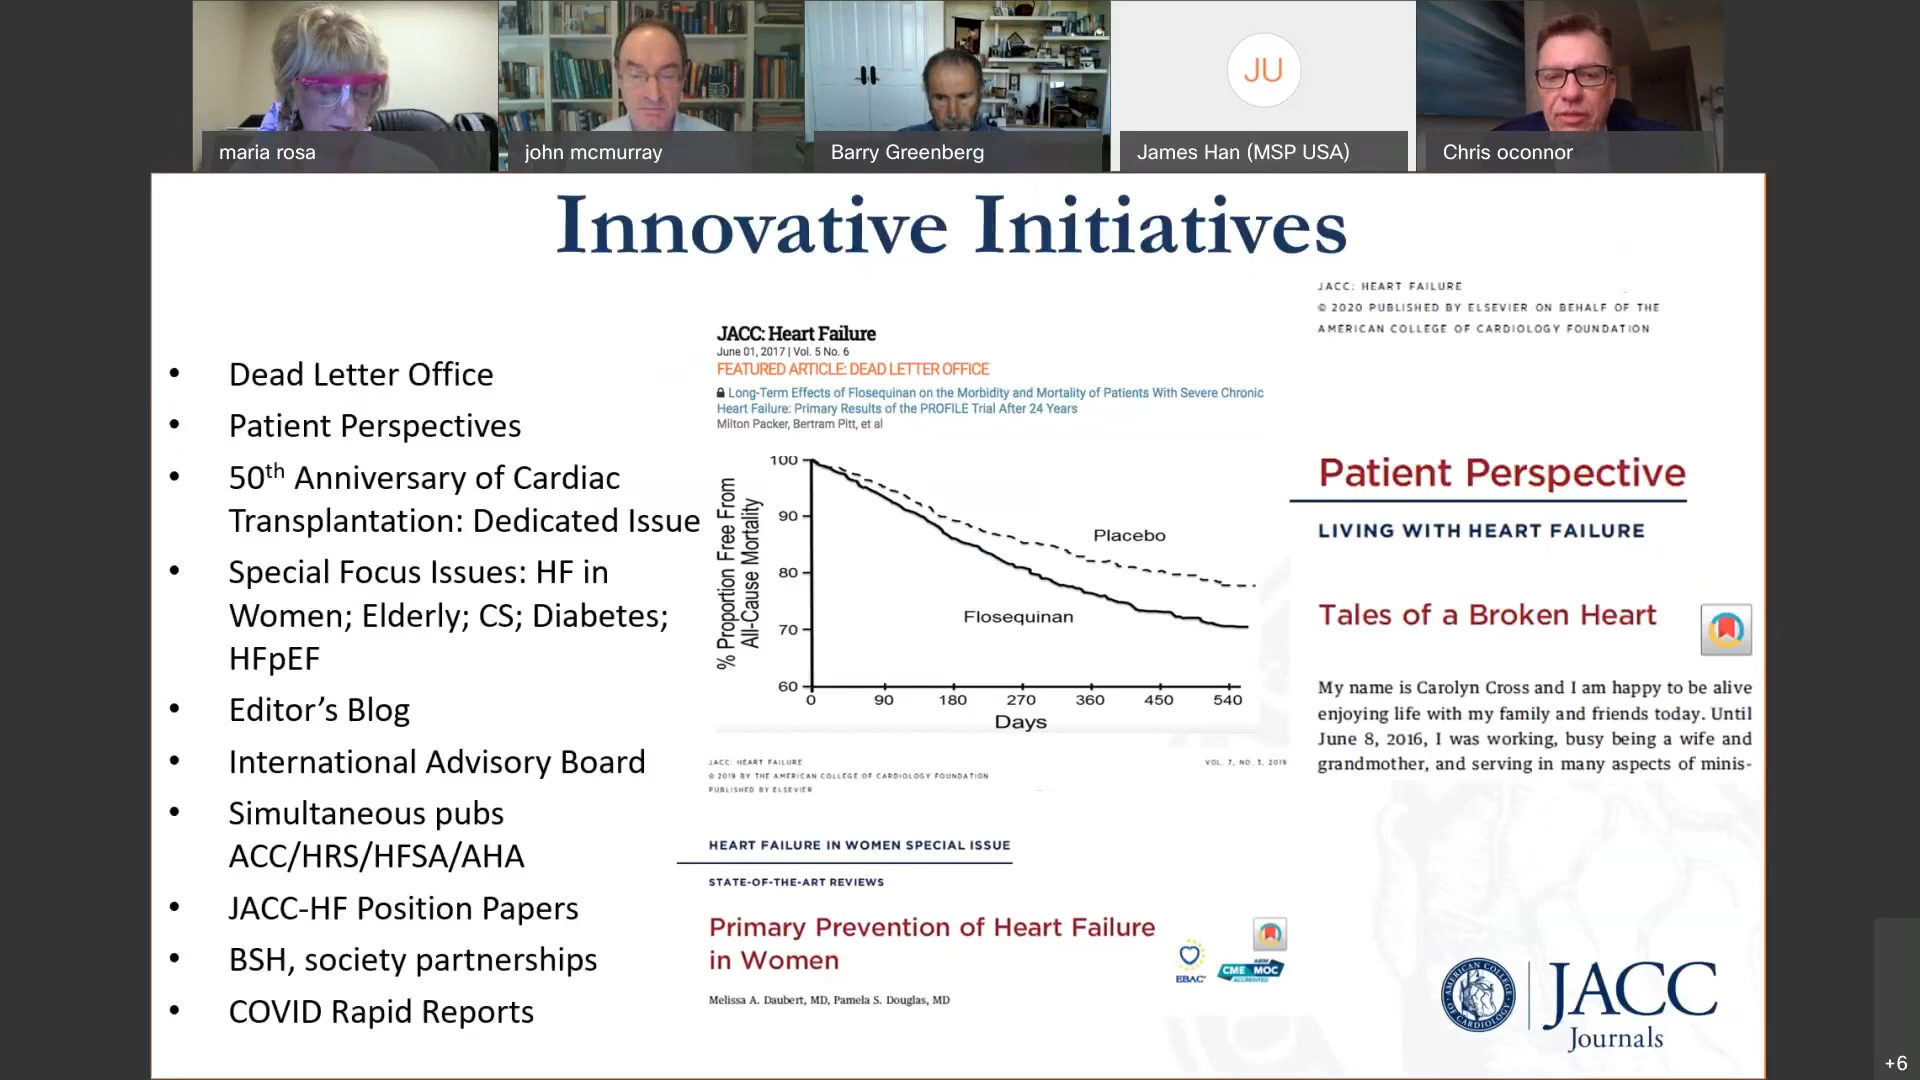 maria rosa
john mcmurray
Barry Greenberg
JU
James Han (MSP USA)
Chris oconnor
Innovative Initiatives
• Dead Letter Office
• Patient Perspectives
• 50th Anniversary of Cardiac
Transplantation: Dedicated Issue
• Special Focus Issues: HF in
Women; Elderly; CS; Diabetes;
HFpEF
• Editor’s Blog
• International Advisory Board
• Simultaneous pubs
ACC/HRS/HFSA/AHA
• JACC-HF Position Papers
• BSH, society partnerships
• COVID Rapid Reports
JACC: Heart Failure
June 01, 2017 | Vol. 5 No. 6
FEATURED ARTICLE: DEAD LETTER OFFICE
Long-Term Effects of Flosequinan on the Morbidity and Mortality of Patients With Severe Chronic
Heart Failure: Primary Results of the PROFILE Trial After 24 Years
Milton Packer, Bertram Pitt, et al
% Proportion Free From
All-Cause Mortality
100
90
80
70
60
Placebo
Flosequinan
0 90 180 270 360 450 540
Days
JACC: HEART FAILURE
VOL. 7, NO. 3, 2019
© 2019 BY THE AMERICAN COLLEGE OF CARDIOLOGY FOUNDATION
PUBLISHED BY ELSEVIER
HEART FAILURE IN WOMEN SPECIAL ISSUE
STATE-OF-THE-ART REVIEWS
Primary Prevention of Heart Failure
in Women
EBAC
CME MOC
ACCREDITED
Melissa A. Daubert, MD, Pamela S. Douglas, MD
JACC: HEART FAILURE
© 2020 PUBLISHED BY ELSEVIER ON BEHALF OF THE
AMERICAN COLLEGE OF CARDIOLOGY FOUNDATION
Patient Perspective
LIVING WITH HEART FAILURE
Tales of a Broken Heart
My name is Carolyn Cross and I am happy to be alive
enjoying life with my family and friends today. Until
June 8, 2016, I was working, busy being a wife and
grandmother, and serving in many aspects of minis-
AMERICAN COLLEGE OF CARDIOLOGY
JACC
Journals
+6